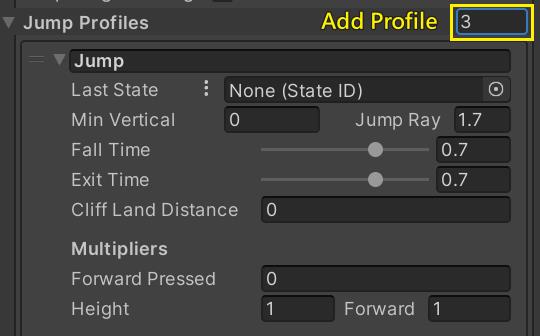 Jump Profiles Add Profile 3
Jump
Last State None (State ID)
Min Vertical 0 Jump Ray 1.7
Fall Time 0.7
Exit Time 0.7
Cliff Land Distance 0
Multipliers
Forward Pressed 0
Height 1 Forward 1